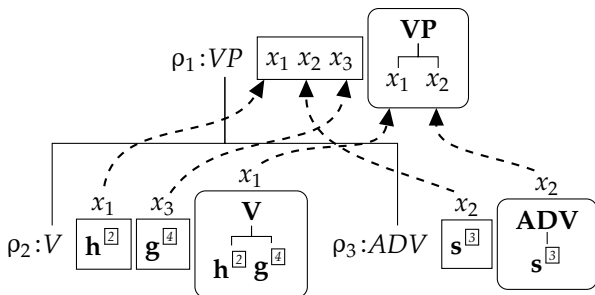 VP
ρ₁:VP x₁ x₂ x₃
x₁ x₂
x₁ x₃ x₁ x₂ x₂
V ADV
ρ₂:V h[2] g[4] ρ₃:ADV s[3] s[3]
h[2] g[4]